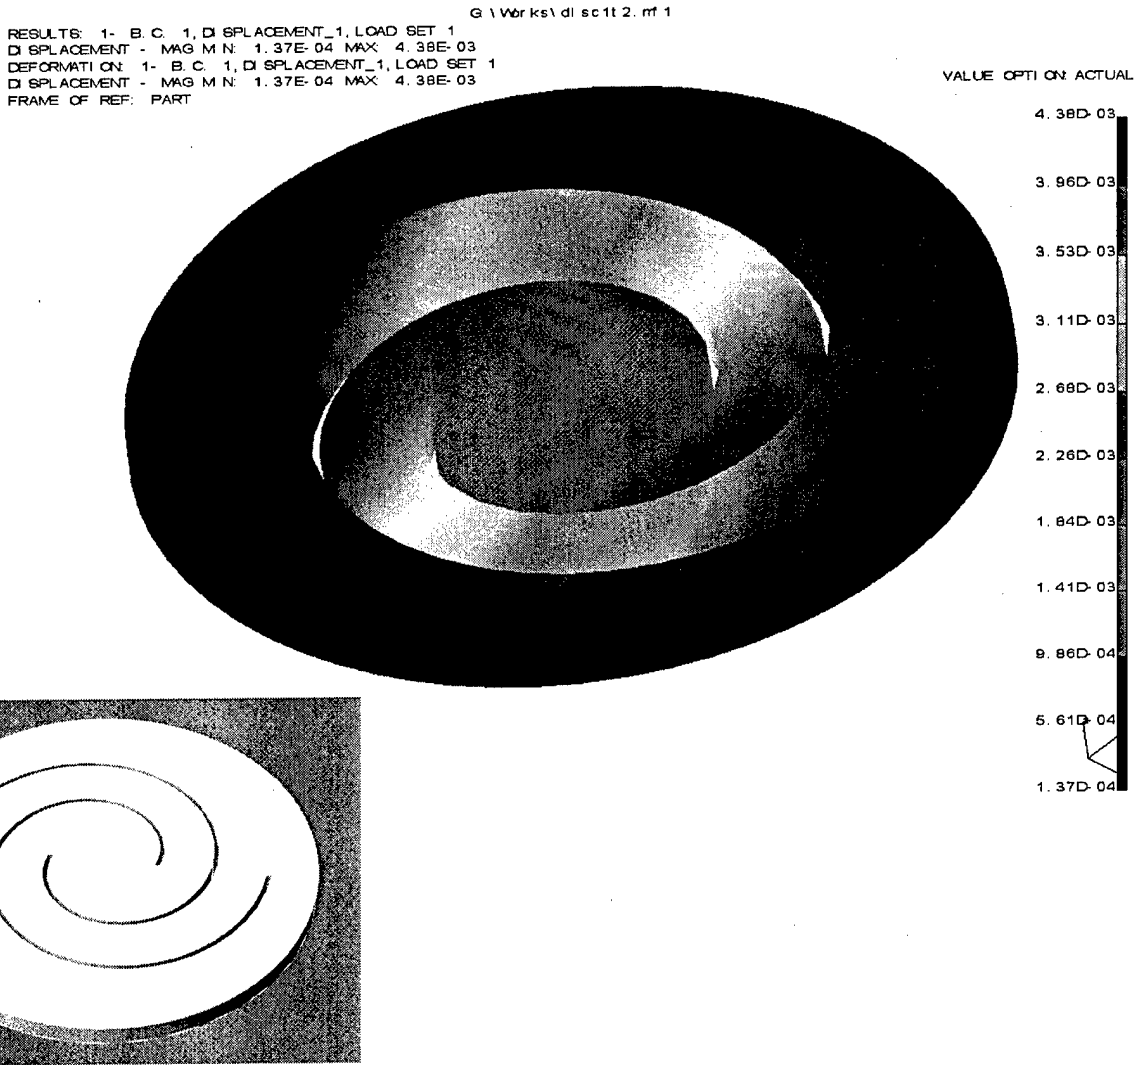 G:\Works\disc1t2.mf1
RESULTS: 1- B.C. 1, DISPLACEMENT_1, LOAD SET 1
DISPLACEMENT - MAG MIN: 1.37E-04 MAX: 4.38E-03
DEFORMATION: 1- B.C. 1, DISPLACEMENT_1, LOAD SET 1
DISPLACEMENT - MAG MIN: 1.37E-04 MAX: 4.38E-03
FRAME OF REF: PART
VALUE OPTION: ACTUAL
4.38D-03
3.96D-03
3.53D-03
3.11D-03
2.68D-03
2.26D-03
1.84D-03
1.41D-03
9.86D-04
5.61D-04
1.37D-04